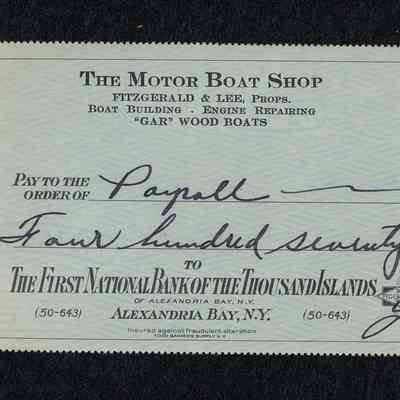 THE MOTOR BOAT SHOP
FITZGERALD & LEE, PROPS.
BOAT BUILDING - ENGINE REPAIRING
"GAR" WOOD BOATS
PAY TO THE
ORDER OF Payroll
Four hundred seventy
TO
THE FIRST NATIONAL BANK OF THE THOUSAND ISLANDS
OF ALEXANDRIA BAY, N.Y.
(50-643) ALEXANDRIA BAY, N.Y. (50-643)
Insured against fraudulent alteration